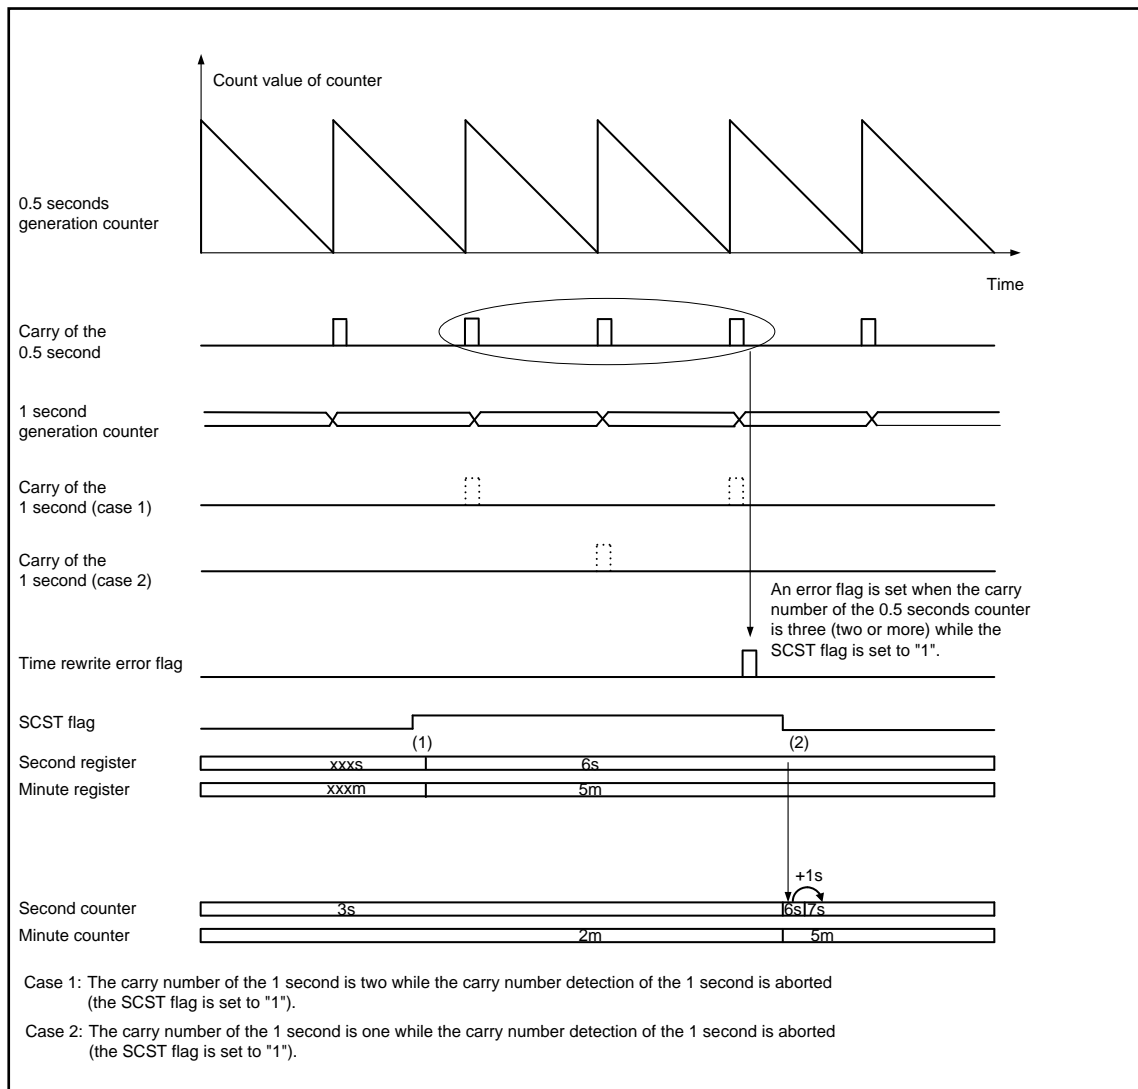 Count value of counter
0.5 seconds
generation counter
Time
Carry of the
0.5 second
1 second
generation counter
Carry of the
1 second (case 1)
Carry of the
1 second (case 2)
An error flag is set when the carry
number of the 0.5 seconds counter
is three (two or more) while the
SCST flag is set to "1".
Time rewrite error flag
SCST flag
(1)
(2)
Second register
xxxs
6s
Minute register
xxxm
5m
+1s
Second counter
3s
6s
7s
Minute counter
2m
5m
Case 1: The carry number of the 1 second is two while the carry number detection of the 1 second is aborted
(the SCST flag is set to "1").
Case 2: The carry number of the 1 second is one while the carry number detection of the 1 second is aborted
(the SCST flag is set to "1").